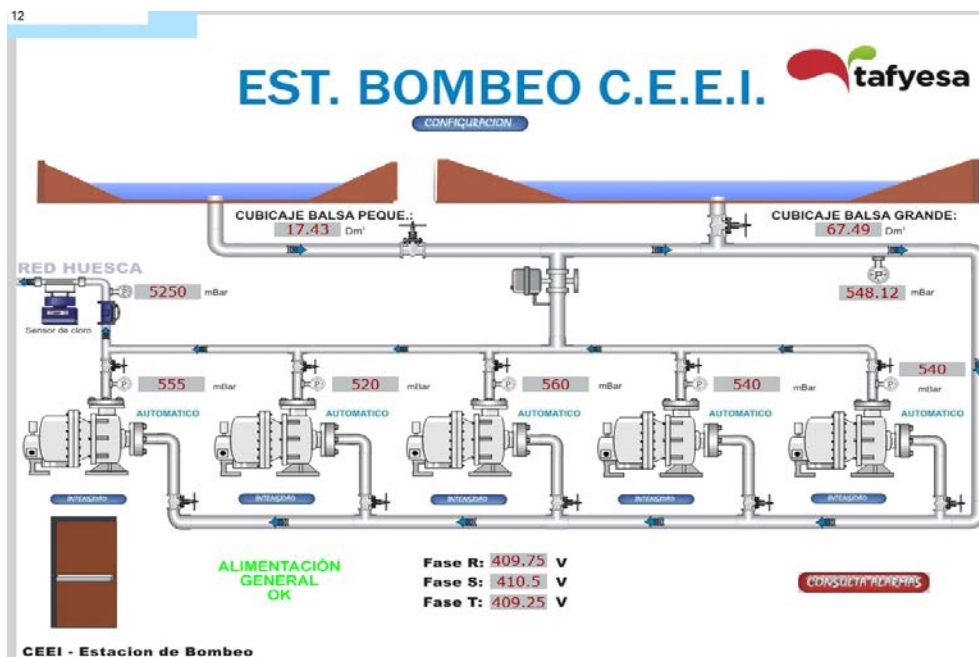 12
EST. BOMBEO C.E.E.I.
tafyesa
CONFIGURACION
CUBICAJE BALSA PEQUE.:
17.43 Dm³
CUBICAJE BALSA GRANDE:
67.49 Dm³
RED HUESCA
5250 mBar
P
548.12 mBar
Sensor de cloro
P 555 mBar
P 520 mBar
P 560 mBar
P 540 mBar
P 540 mBar
AUTOMATICO
AUTOMATICO
AUTOMATICO
AUTOMATICO
AUTOMATICO
INTENSIDAD
INTENSIDAD
INTENSIDAD
INTENSIDAD
INTENSIDAD
ALIMENTACIÓN
GENERAL
OK
Fase R: 409.75 V
Fase S: 410.5 V
Fase T: 409.25 V
CONSULTA ALARMAS
CEEI - Estacion de Bombeo